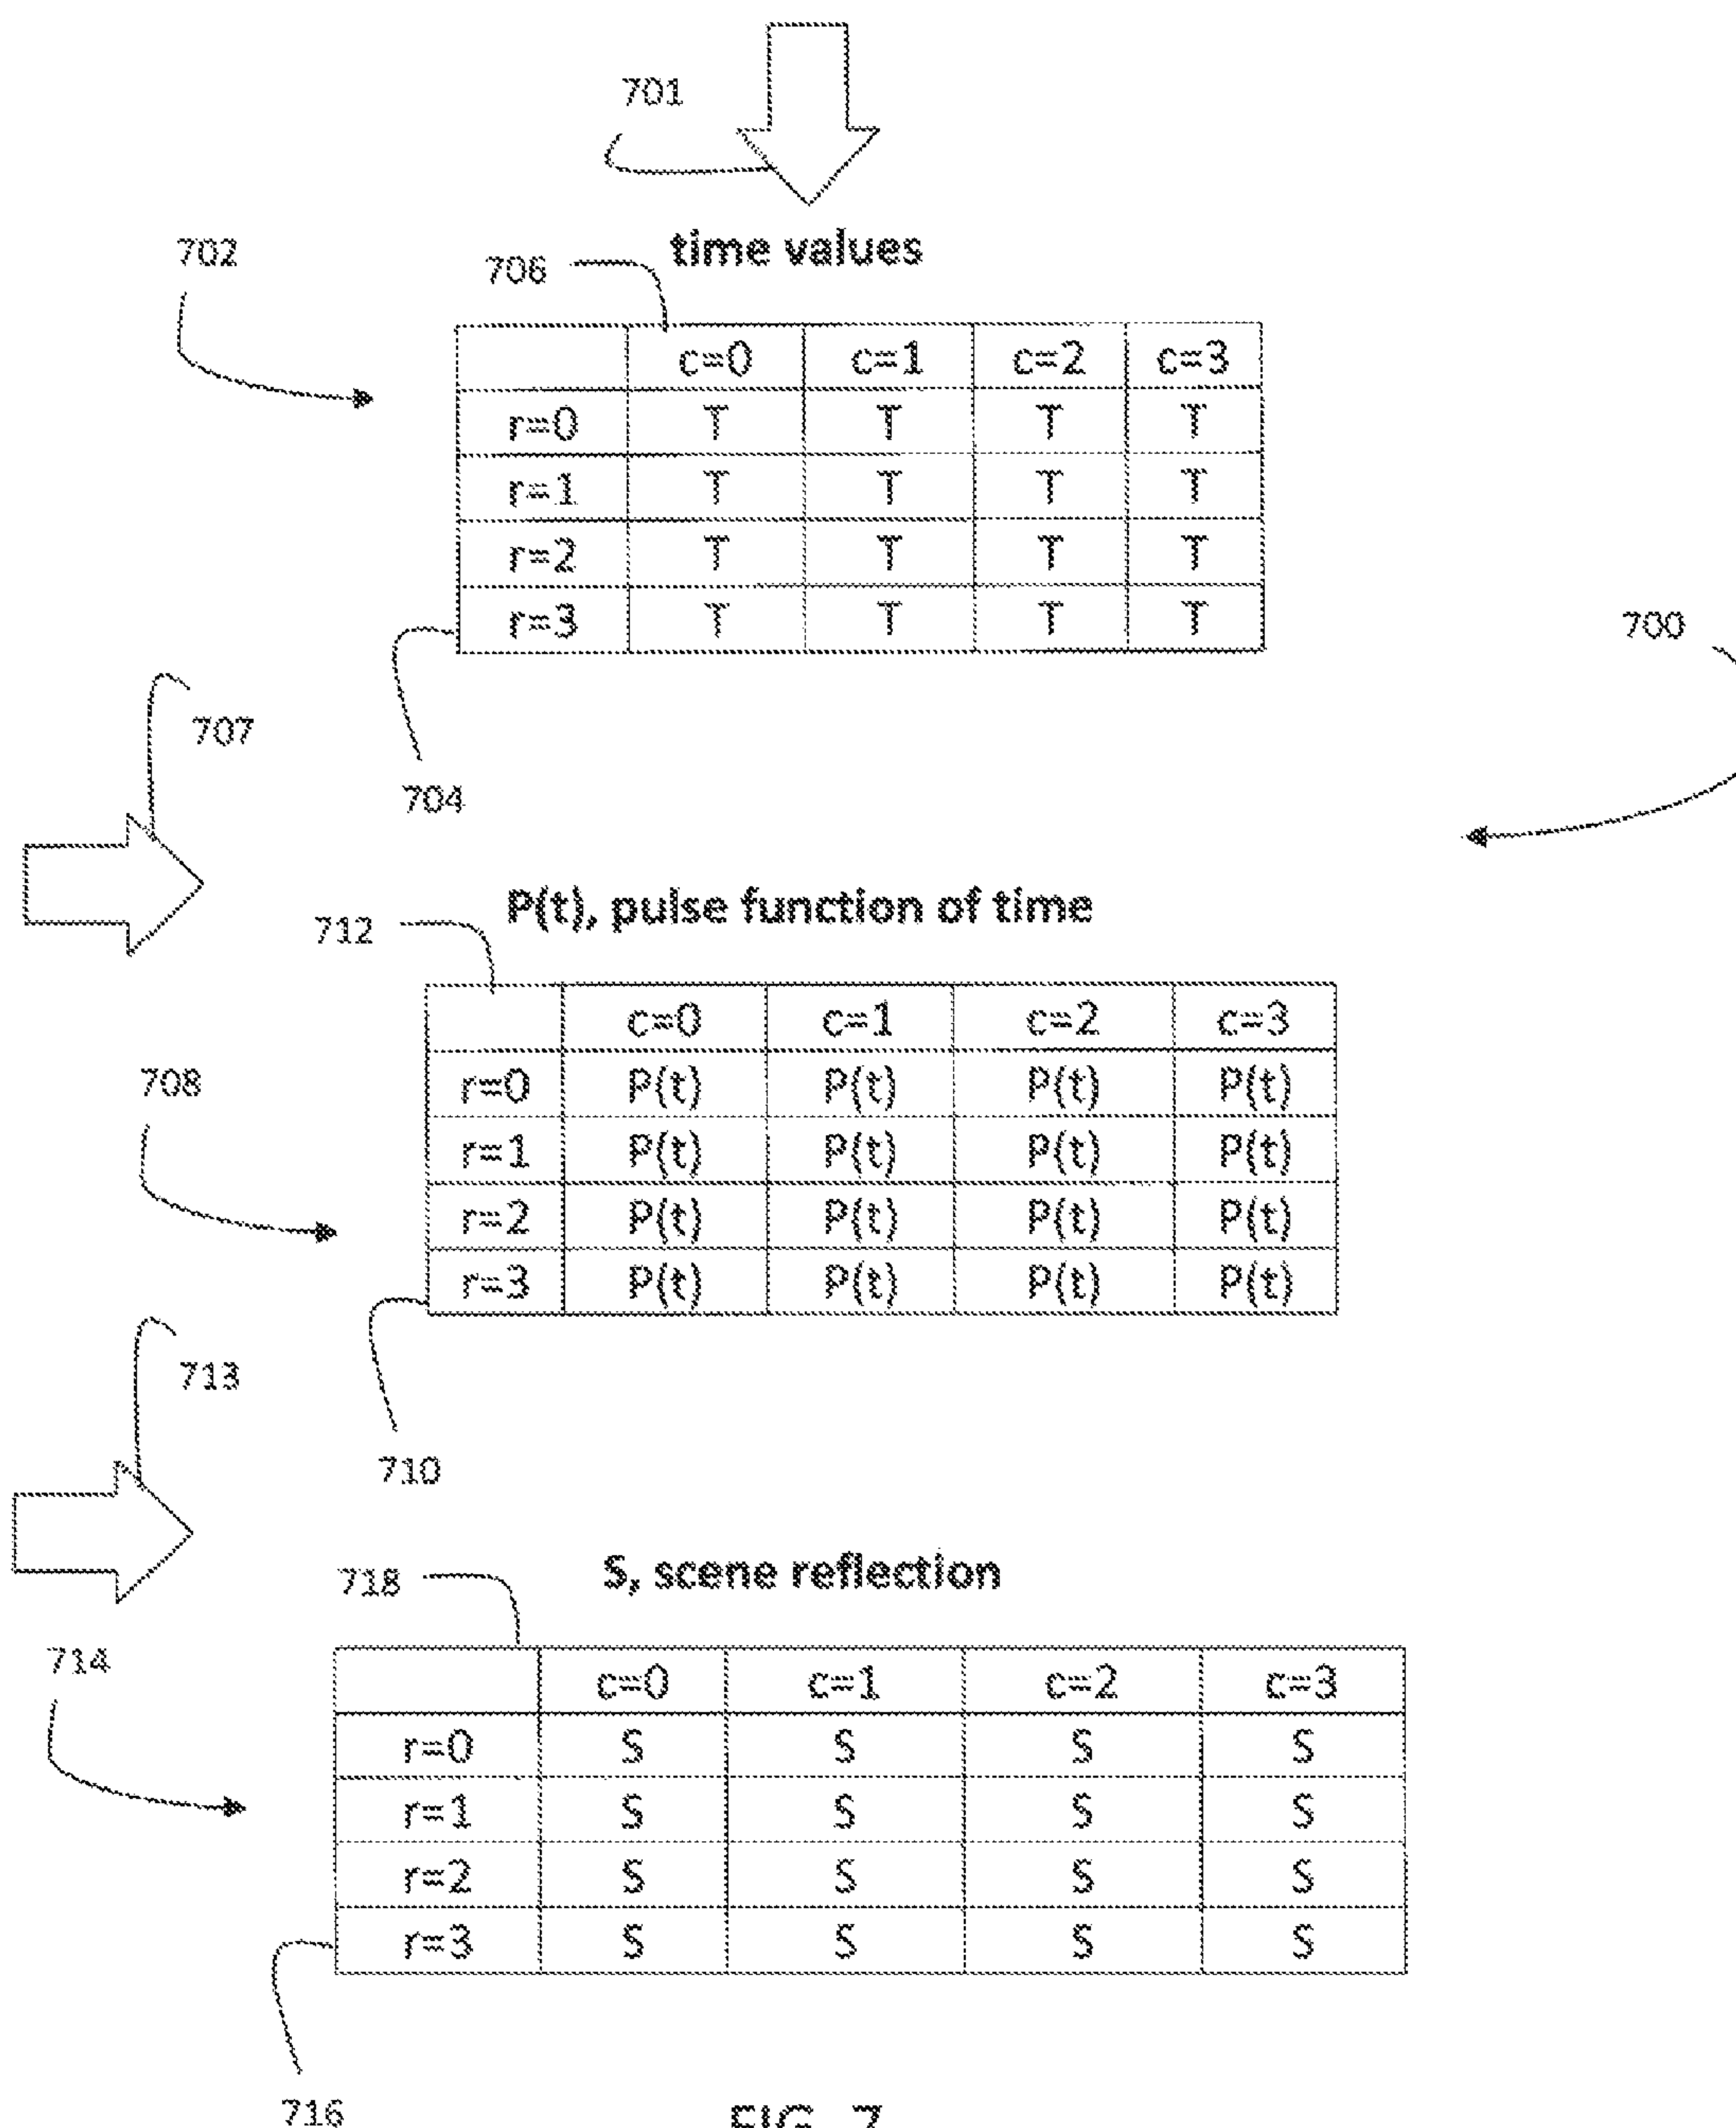 701
702
706
time values
c=0 c=1 c=2 c=3
r=0 T T T T
r=1 T T T T
r=2 T T T T
r=3 T T T T
700
707
704
712
P(t), pulse function of time
c=0 c=1 c=2 c=3
708
r=0 P(t) P(t) P(t) P(t)
r=1 P(t) P(t) P(t) P(t)
r=2 P(t) P(t) P(t) P(t)
r=3 P(t) P(t) P(t) P(t)
713
710
718
S, scene reflection
714
c=0 c=1 c=2 c=3
r=0 S S S S
r=1 S S S S
r=2 S S S S
r=3 S S S S
716
FIG. 7